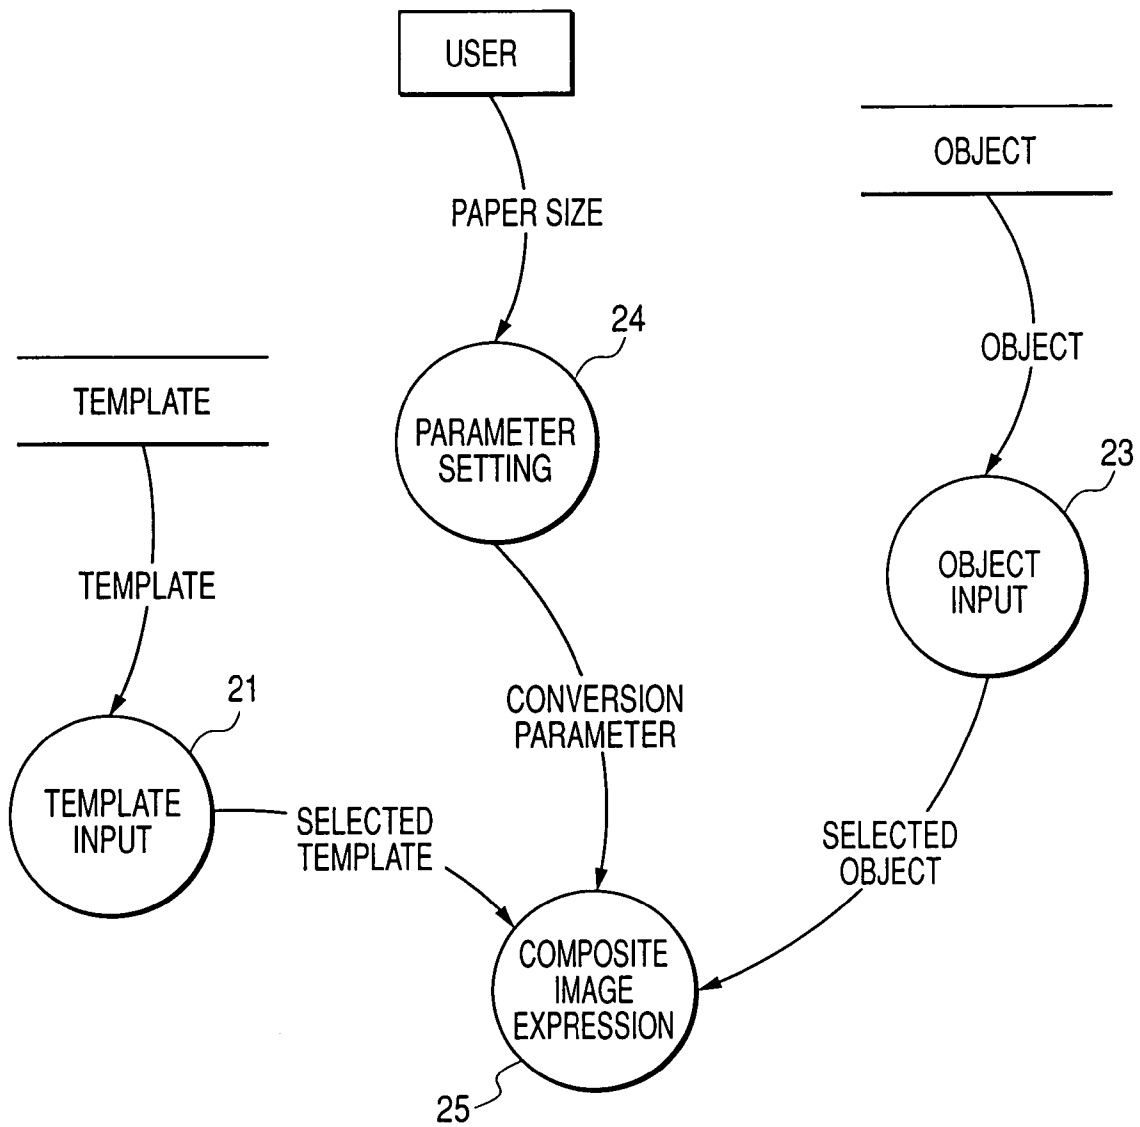 USER
OBJECT
PAPER SIZE
24
OBJECT
TEMPLATE
PARAMETER
SETTING
23
OBJECT
INPUT
TEMPLATE
21
CONVERSION
PARAMETER
TEMPLATE
INPUT
SELECTED
TEMPLATE
SELECTED
OBJECT
COMPOSITE
IMAGE
EXPRESSION
25